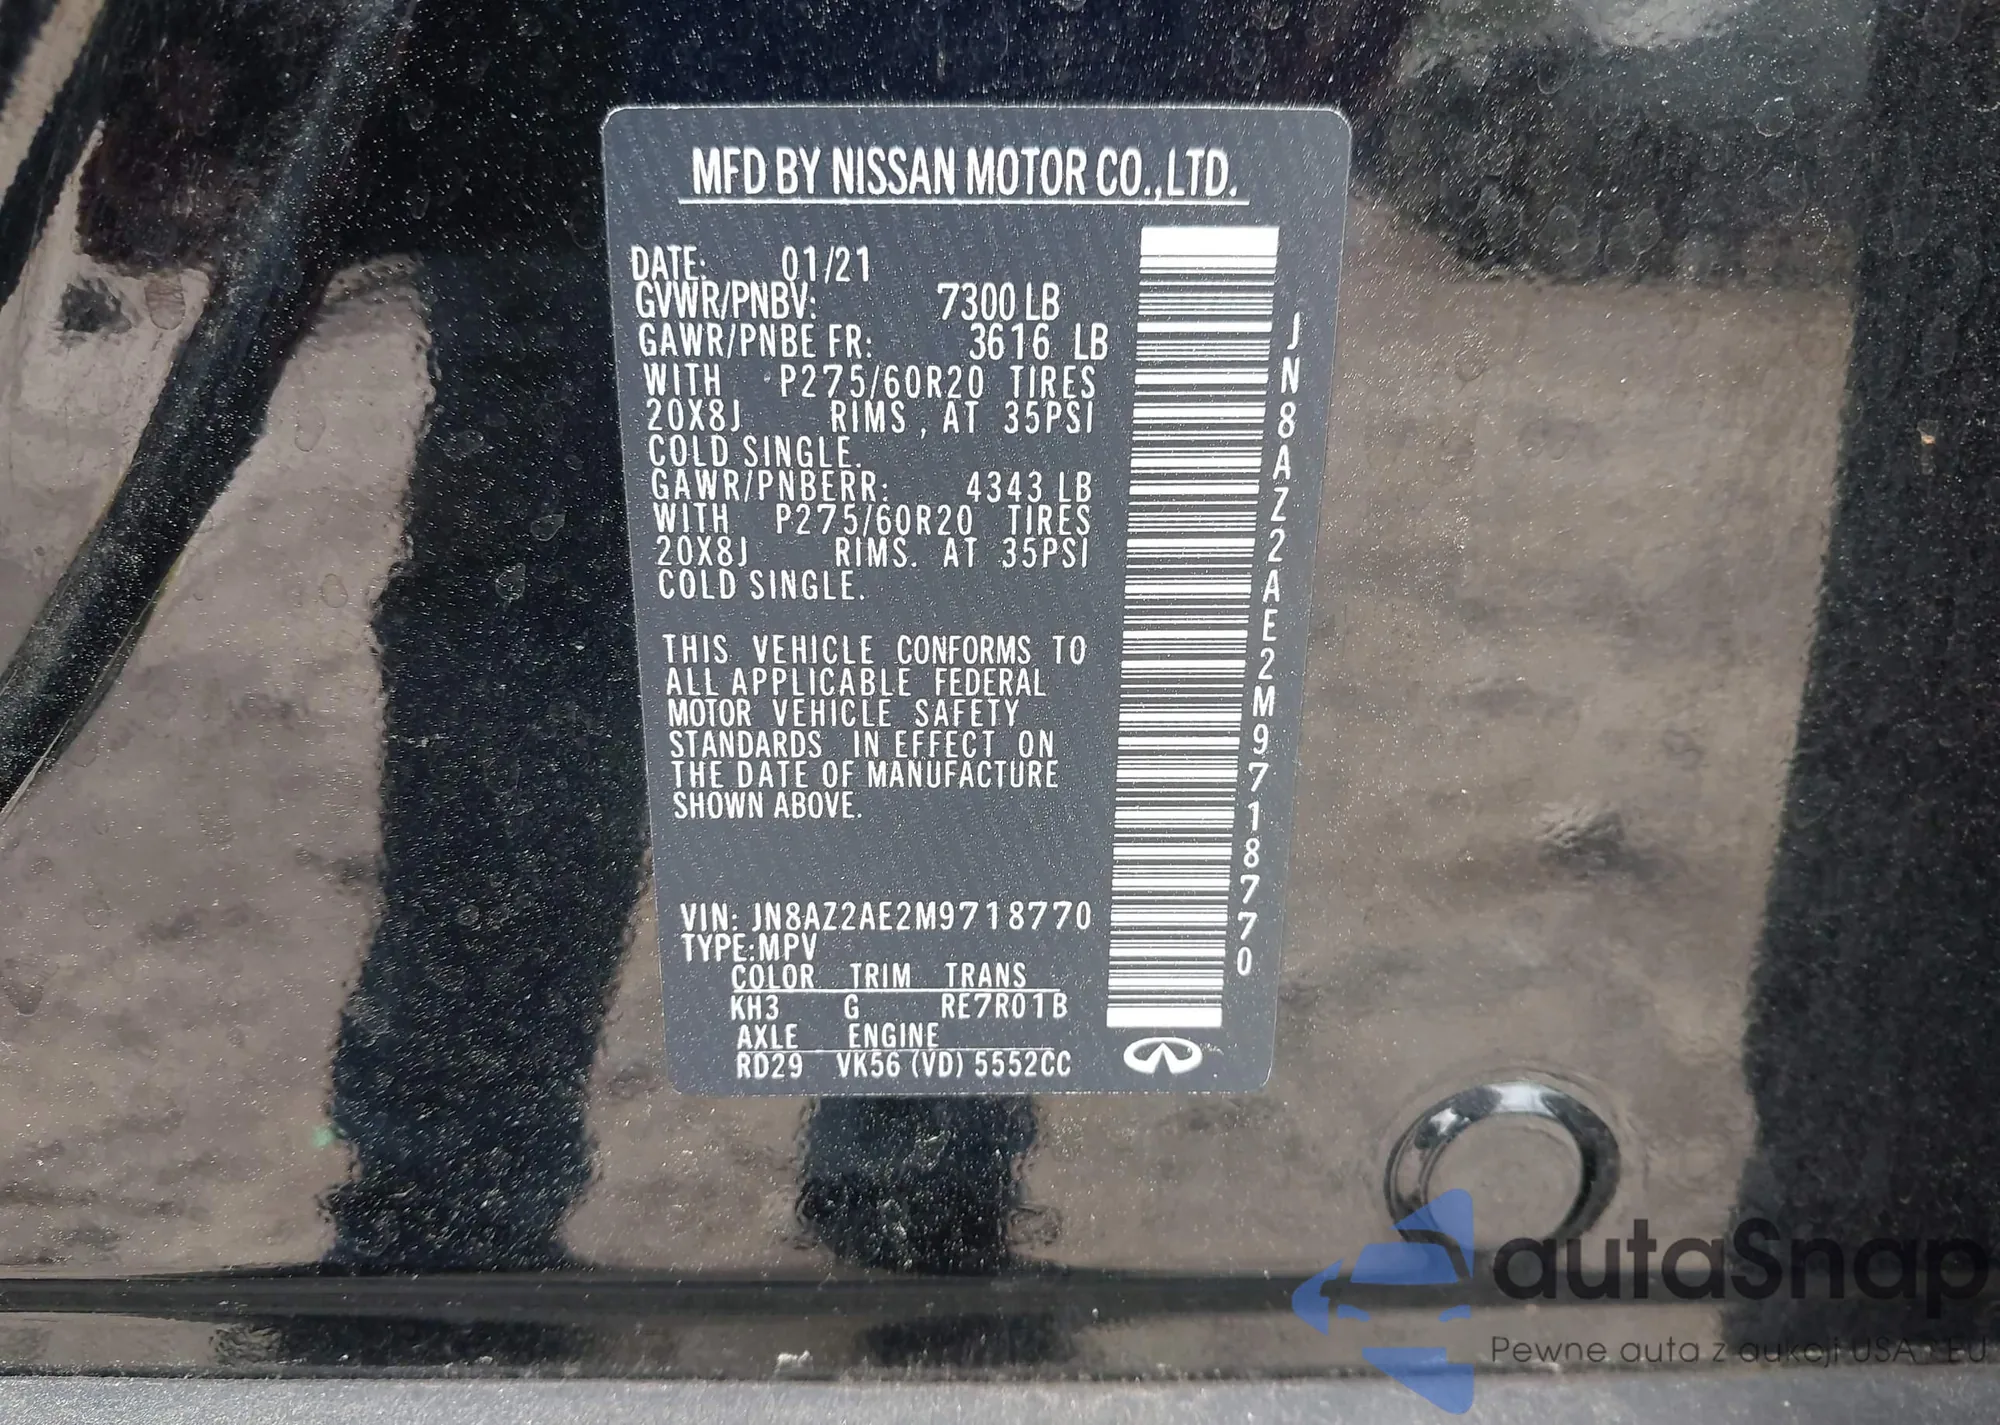 MFD BY NISSAN MOTOR CO.,LTD.
DATE: 01/21
GVWR/PNBV: 7300 LB
GAWR/PNBE FR: 3616 LB
WITH P275/60R20 TIRES
20X8J RIMS, AT 35PSI
COLD SINGLE.
GAWR/PNBERR: 4343 LB
WITH P275/60R20 TIRES
20X8J RIMS. AT 35PSI
COLD SINGLE.
THIS VEHICLE CONFORMS TO
ALL APPLICABLE FEDERAL
MOTOR VEHICLE SAFETY
STANDARDS IN EFFECT ON
THE DATE OF MANUFACTURE
SHOWN ABOVE.
VIN: JN8AZ2AE2M9718770
TYPE:MPV
COLOR TRIM TRANS
KH3 G RE7R01B
AXLE ENGINE
RD29 VK56 (VD) 5552CC
JN8AZ2AE2M9718770
autaSnap
Pewne auta z aukcji USA · EU